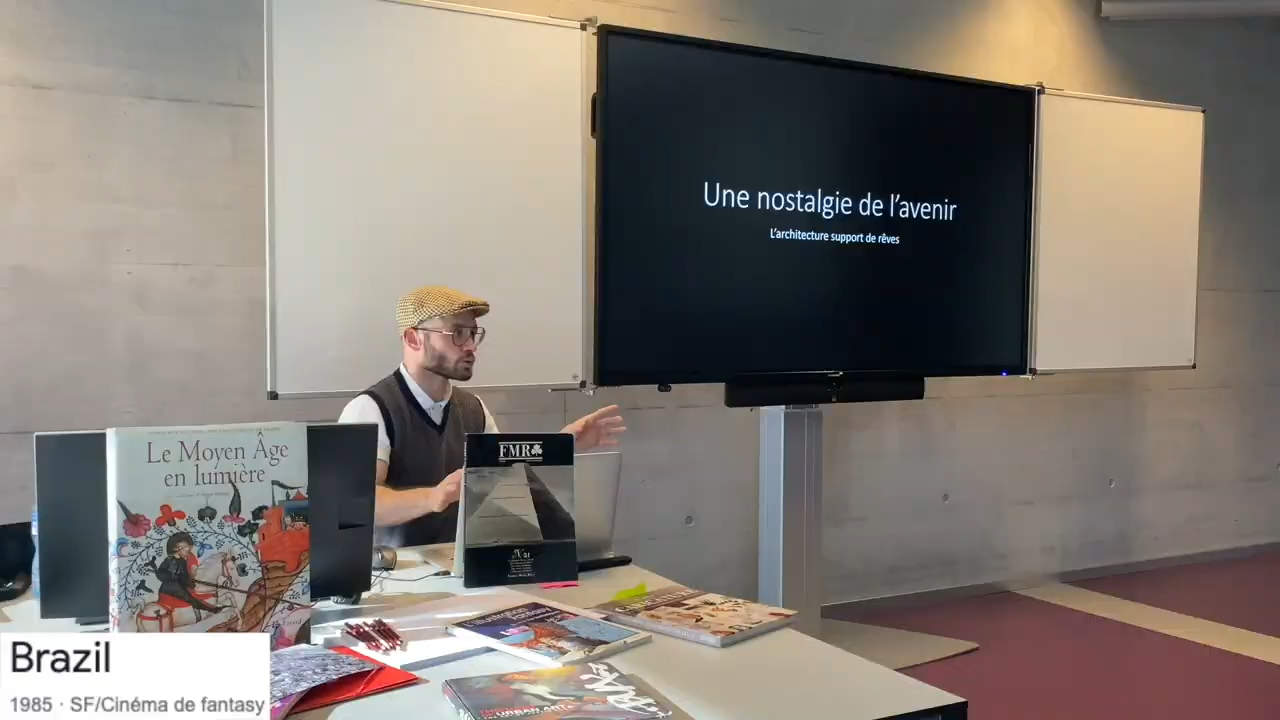 Une nostalgie de l'avenir
L'architecture support de rêves
Le Moyen Âge
en lumière
FMR
Brazil
1985 · SF/Cinéma de fantasy